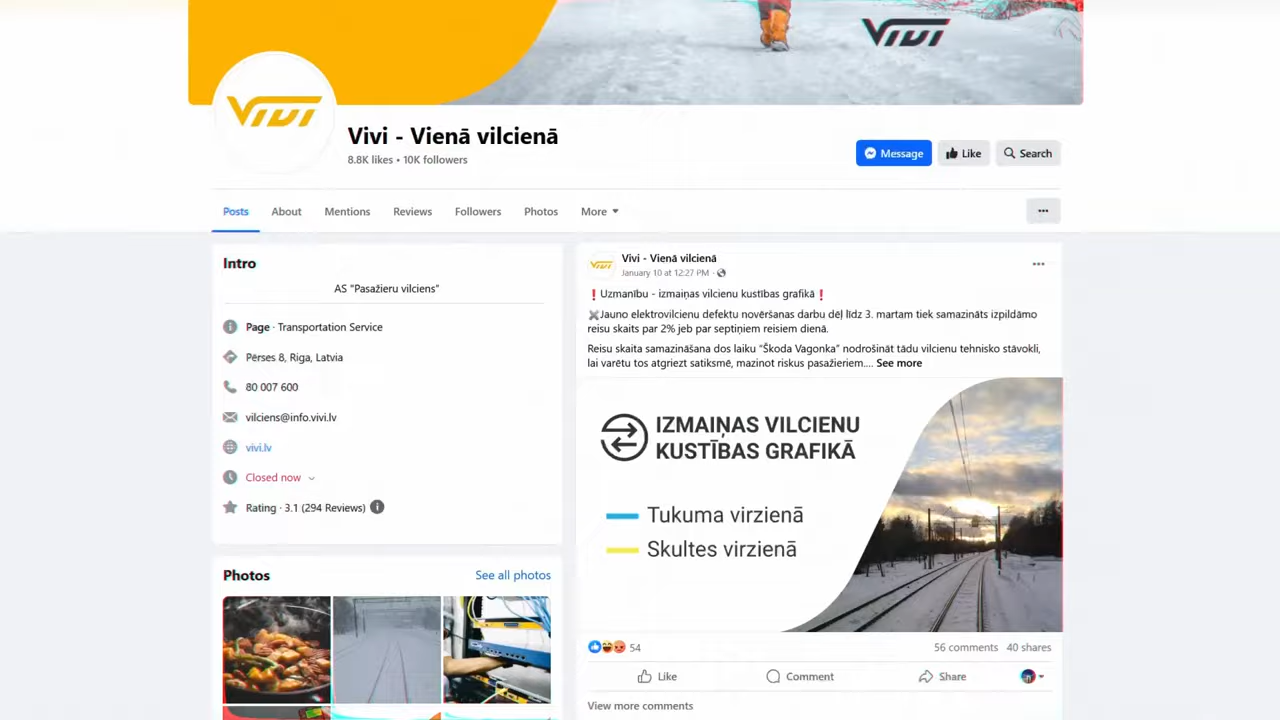 VIVI
VIVI
Vivi - Vienā vilcienā
8.8K likes • 10K followers
Message
Like
Search
Posts
About
Mentions
Reviews
Followers
Photos
More
Intro
AS "Pasažieru vilciens"
Page · Transportation Service
Pērses 8, Riga, Latvia
80 007 600
vilciens@info.vivi.lv
vivi.lv
Closed now
Rating · 3.1 (294 Reviews)
Photos
See all photos
VIVI
Vivi - Vienā vilcienā
January 10 at 12:27 PM ·
❗Uzmanību - izmaiņas vilcienu kustības grafikā❗
Jauno elektrovilcienu defektu novēršanas darbu dēļ līdz 3. martam tiek samazināts izpildāmo
reisu skaits par 2% jeb par septiņiem reisiem dienā.
Reisu skaita samazināšana dos laiku “Škoda Vagonka” nodrošināt tādu vilcienu tehnisko stāvokli,
lai varētu tos atgriezt satiksmē, mazinot riskus pasažieriem.... See more
IZMAIŅAS VILCIENU
KUSTĪBAS GRAFIKĀ
Tukuma virzienā
Skultes virzienā
54
56 comments
40 shares
Like
Comment
Share
View more comments